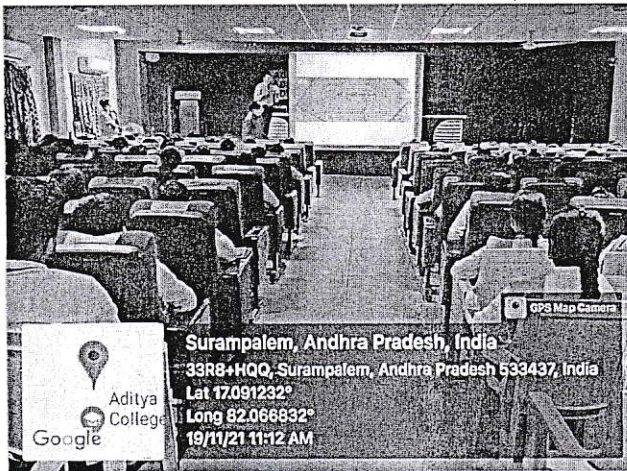 GPS Map Camera
Surampalem, Andhra Pradesh, India
33R8+HQQ, Surampalem, Andhra Pradesh 533437, India
Lat 17.091232°
Long 82.066832°
19/11/21 11:12 AM
Aditya
College
Google